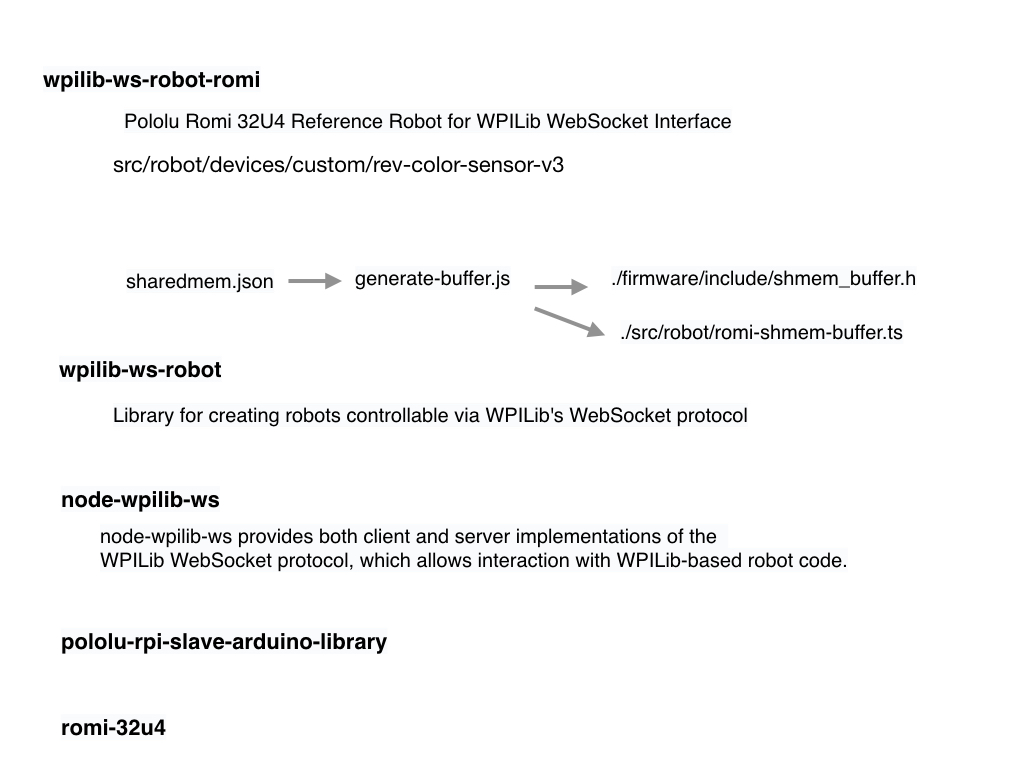 wpilib-ws-robot-romi
Pololu Romi 32U4 Reference Robot for WPILib WebSocket Interface
src/robot/devices/custom/rev-color-sensor-v3
sharedmem.json
generate-buffer.js
./firmware/include/shmem_buffer.h
./src/robot/romi-shmem-buffer.ts
wpilib-ws-robot
Library for creating robots controllable via WPILib's WebSocket protocol
node-wpilib-ws
node-wpilib-ws provides both client and server implementations of the
WPILib WebSocket protocol, which allows interaction with WPILib-based robot code.
pololu-rpi-slave-arduino-library
romi-32u4